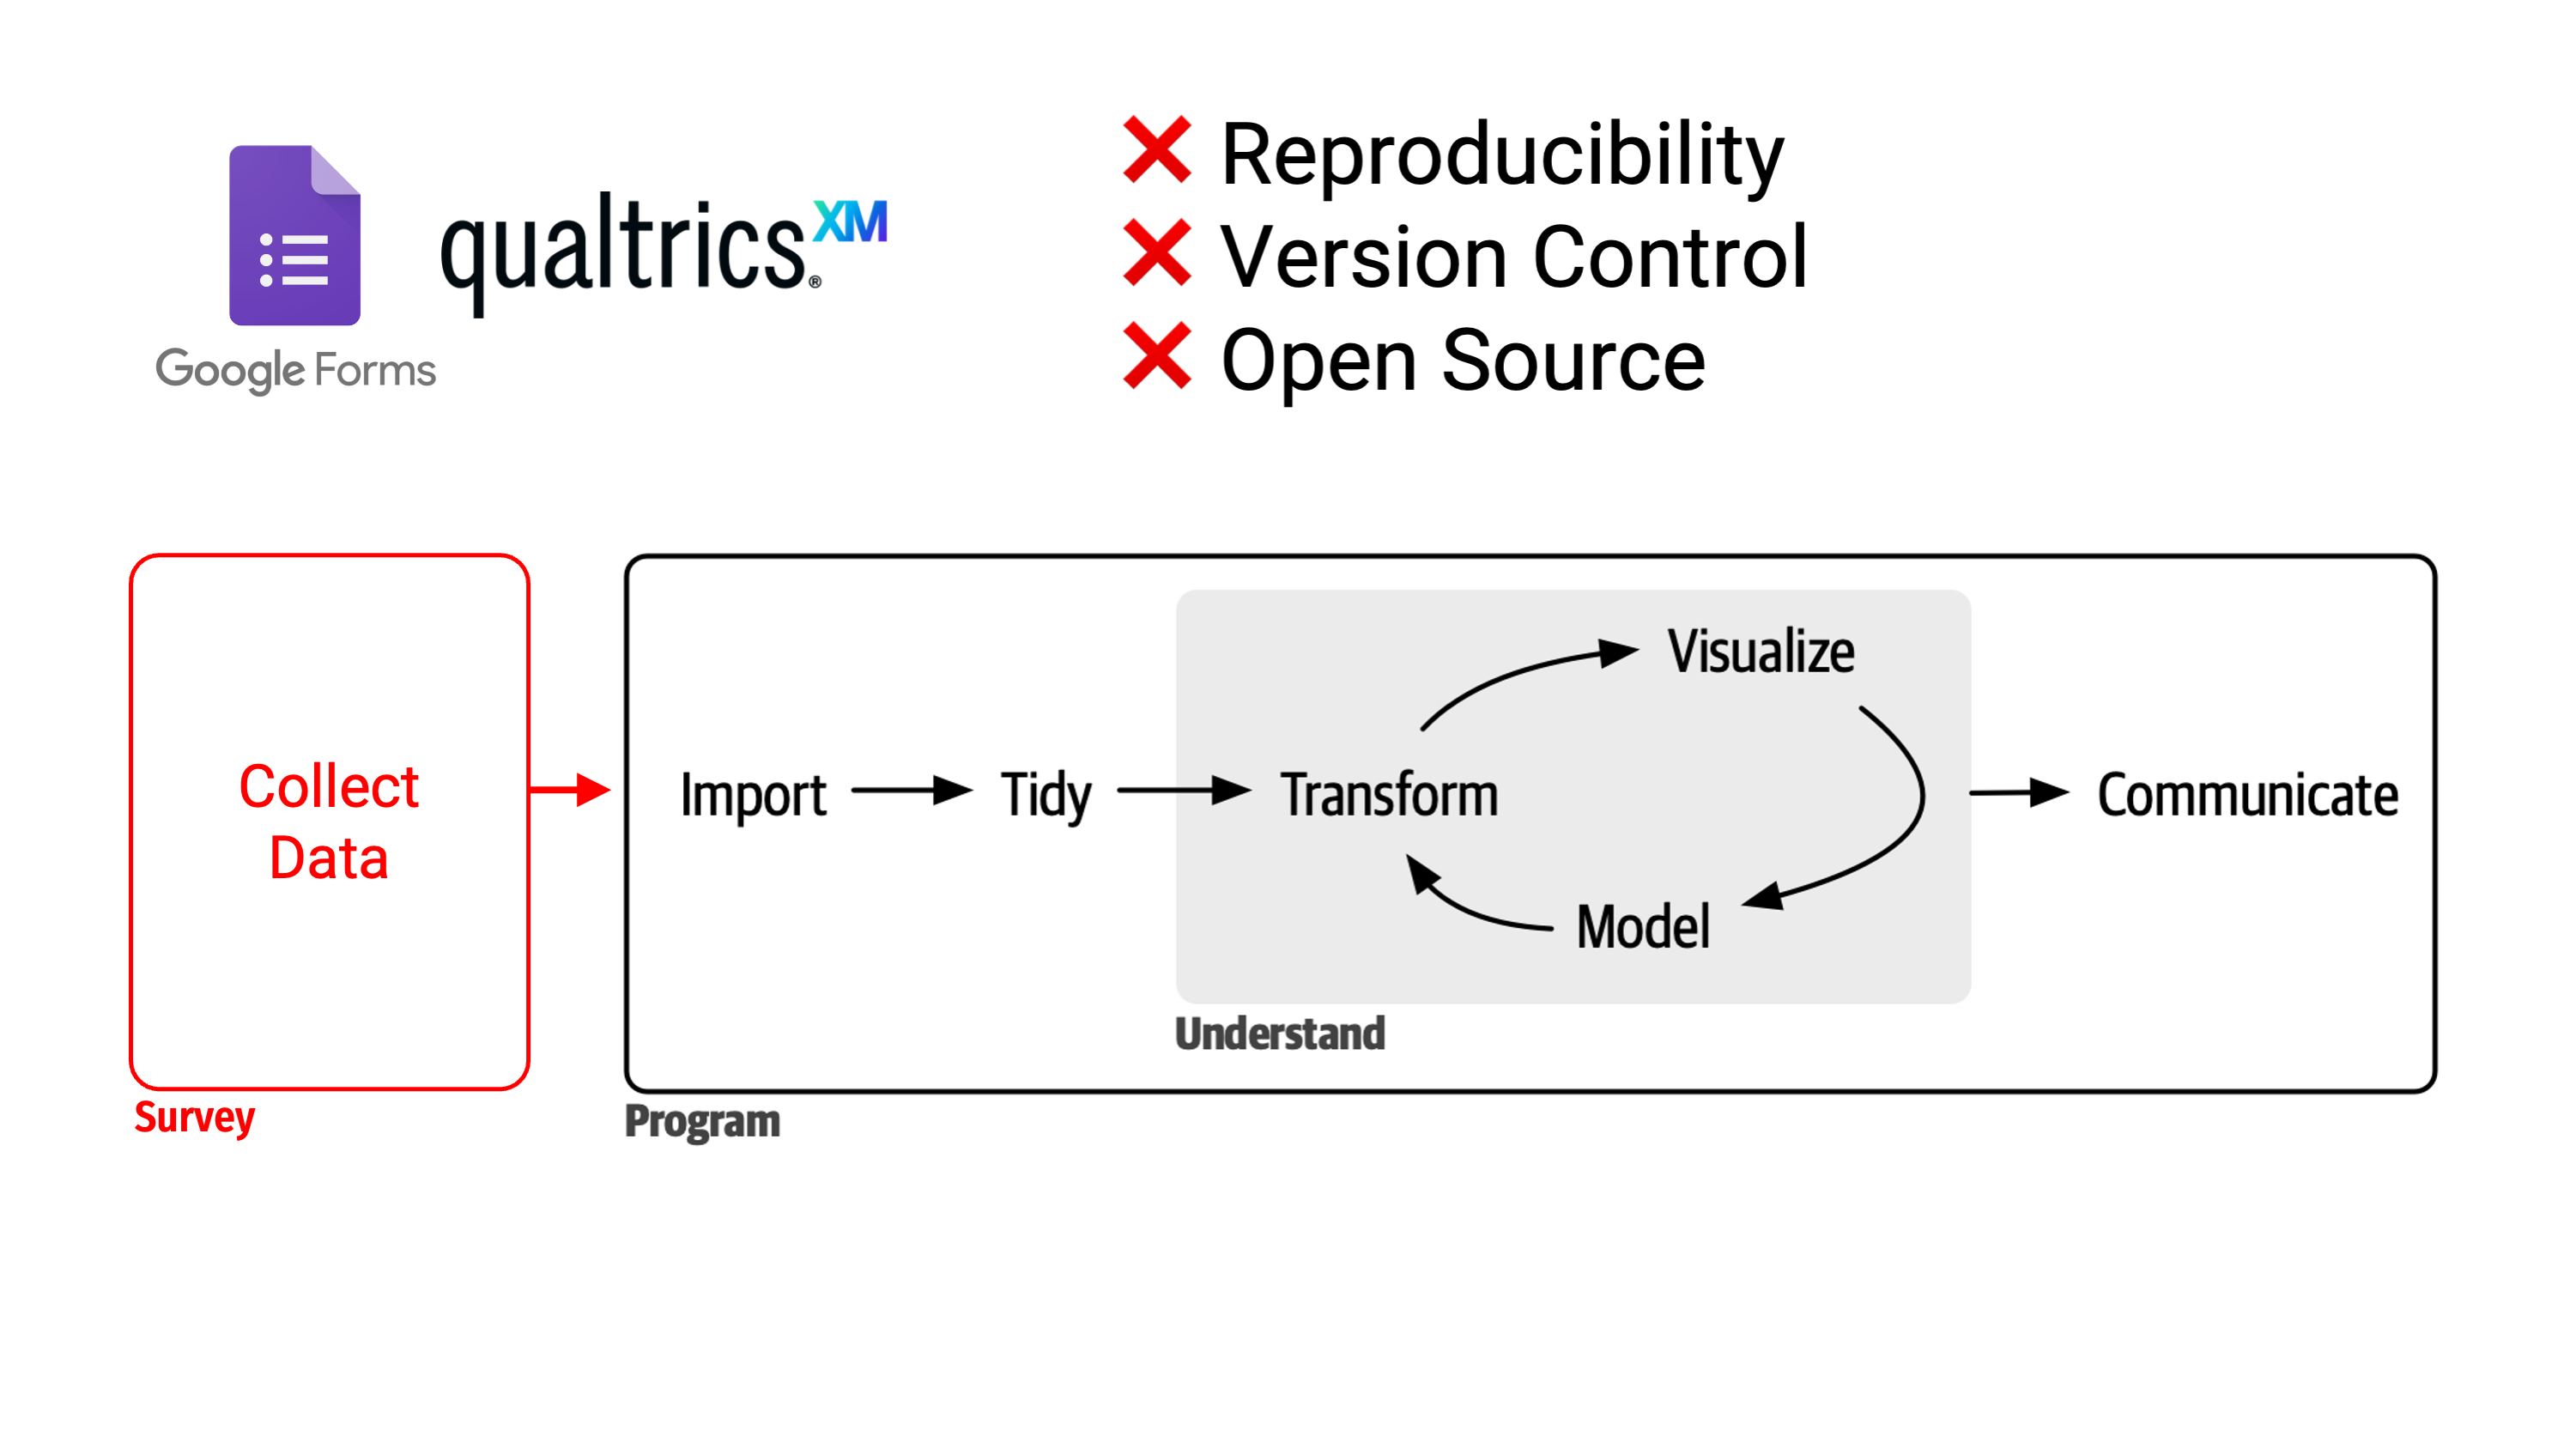 Google Forms
qualtrics.XM
®
❌ Reproducibility
❌ Version Control
❌ Open Source
Collect
Data
Survey
Import
Tidy
Transform
Visualize
Model
Understand
Communicate
Program